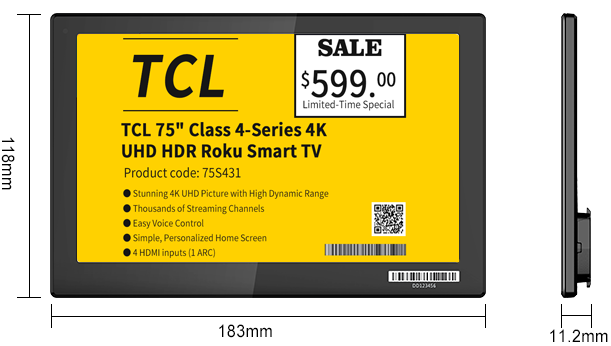 SALE
TCL
$599.00
Limited-Time Special
TCL 75" Class 4-Series 4K
UHD HDR Roku Smart TV
Product code: 75S431
● Stunning 4K UHD Picture with High Dynamic Range
● Thousands of Streaming Channels
● Easy Voice Control
● Simple, Personalized Home Screen
● 4 HDMI inputs (1 ARC)
DD123456
118mm
183mm
11.2mm